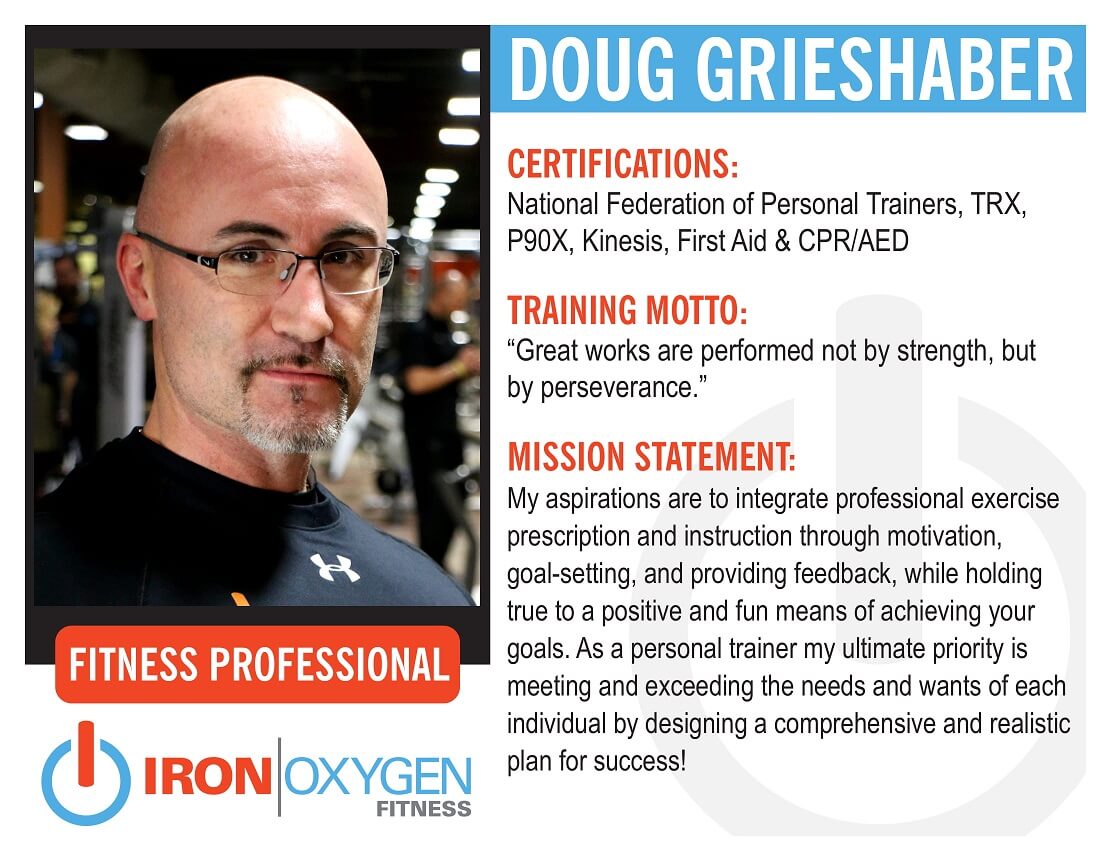 DOUG GRIESHABER
CERTIFICATIONS:
National Federation of Personal Trainers, TRX,
P90X, Kinesis, First Aid & CPR/AED
TRAINING MOTTO:
“Great works are performed not by strength, but
by perseverance.”
MISSION STATEMENT:
My aspirations are to integrate professional exercise
prescription and instruction through motivation,
goal-setting, and providing feedback, while holding
true to a positive and fun means of achieving your
goals. As a personal trainer my ultimate priority is
meeting and exceeding the needs and wants of each
individual by designing a comprehensive and realistic
plan for success!
FITNESS PROFESSIONAL
IRON OXYGEN
FITNESS